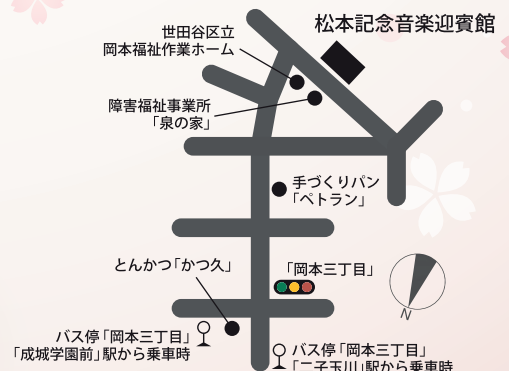 松本記念音楽迎賓館
世田谷区立
岡本福祉作業ホーム
障害福祉事業所
「泉の家」
手づくりパン
「ペトラン」
とんかつ「かつ久」
「岡本三丁目」
N
バス停「岡本三丁目」
「成城学園前」駅から乗車時
バス停「岡本三丁目」
「二子玉川」駅から乗車時